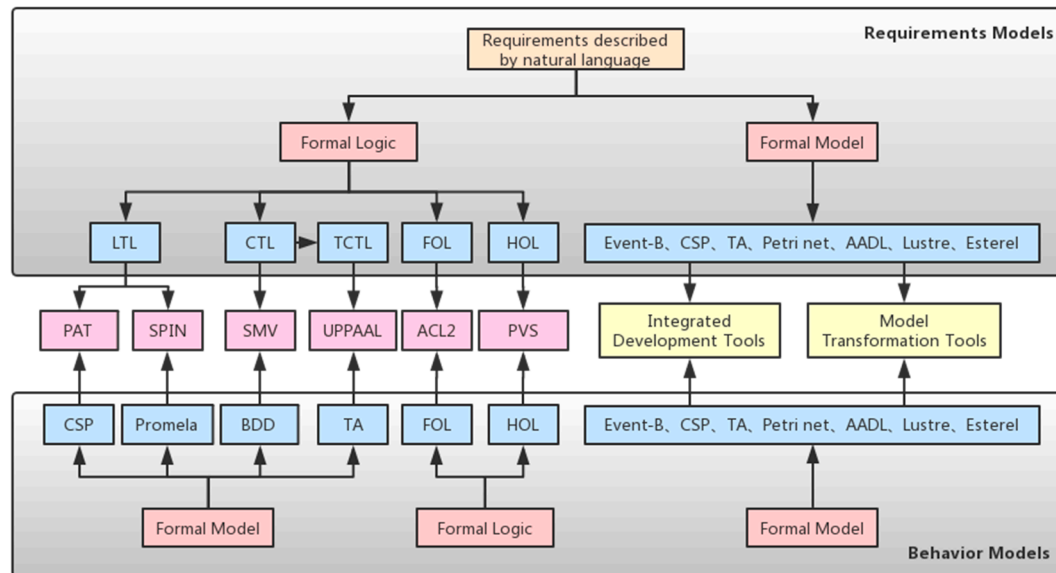 Requirements Models
Requirements described
by natural language
Formal Logic
Formal Model
LTL
CTL
TCTL
FOL
HOL
Event-B、CSP、TA、Petri net、AADL、Lustre、Esterel
PAT
SPIN
SMV
UPPAAL
ACL2
PVS
Integrated
Development Tools
Model
Transformation Tools
CSP
Promela
BDD
TA
FOL
HOL
Event-B、CSP、TA、Petri net、AADL、Lustre、Esterel
Formal Model
Formal Logic
Formal Model
Behavior Models